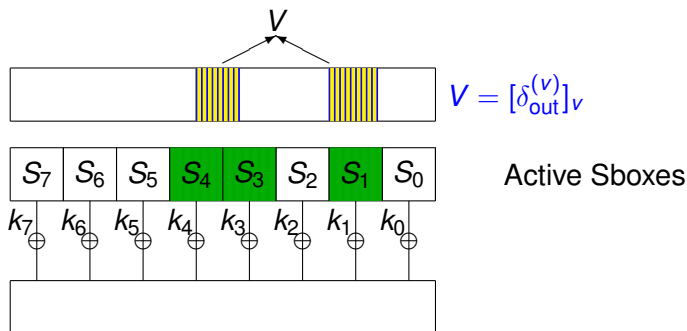 V
V = [δ_out^(v)]_v
S7 S6 S5 S4 S3 S2 S1 S0 Active Sboxes
k7 k6 k5 k4 k3 k2 k1 k0